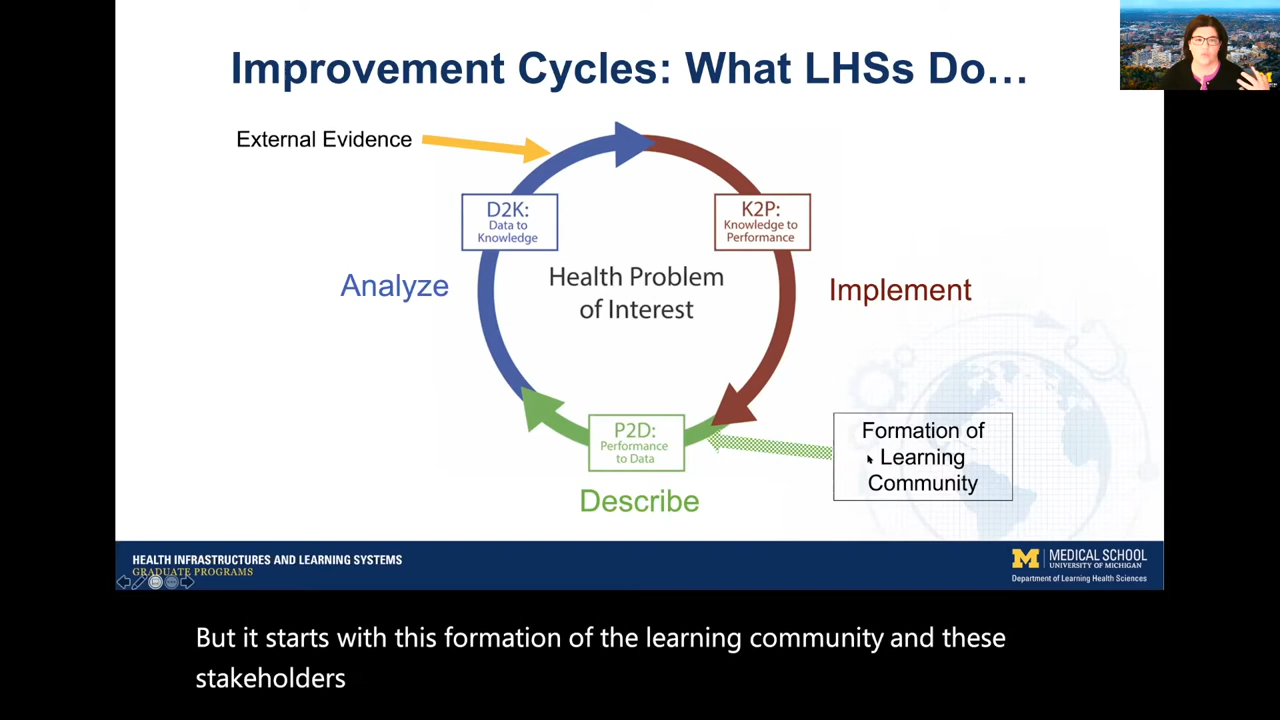 Improvement Cycles: What LHSs Do…
External Evidence
D2K:
Data to
Knowledge
K2P:
Knowledge to
Performance
Health Problem
of Interest
Analyze
Implement
P2D:
Performance
to Data
Formation of
Learning
Community
Describe
HEALTH INFRASTRUCTURES AND LEARNING SYSTEMS
GRADUATE PROGRAMS
M
MEDICAL SCHOOL
UNIVERSITY OF MICHIGAN
Department of Learning Health Sciences
But it starts with this formation of the learning community and these
stakeholders